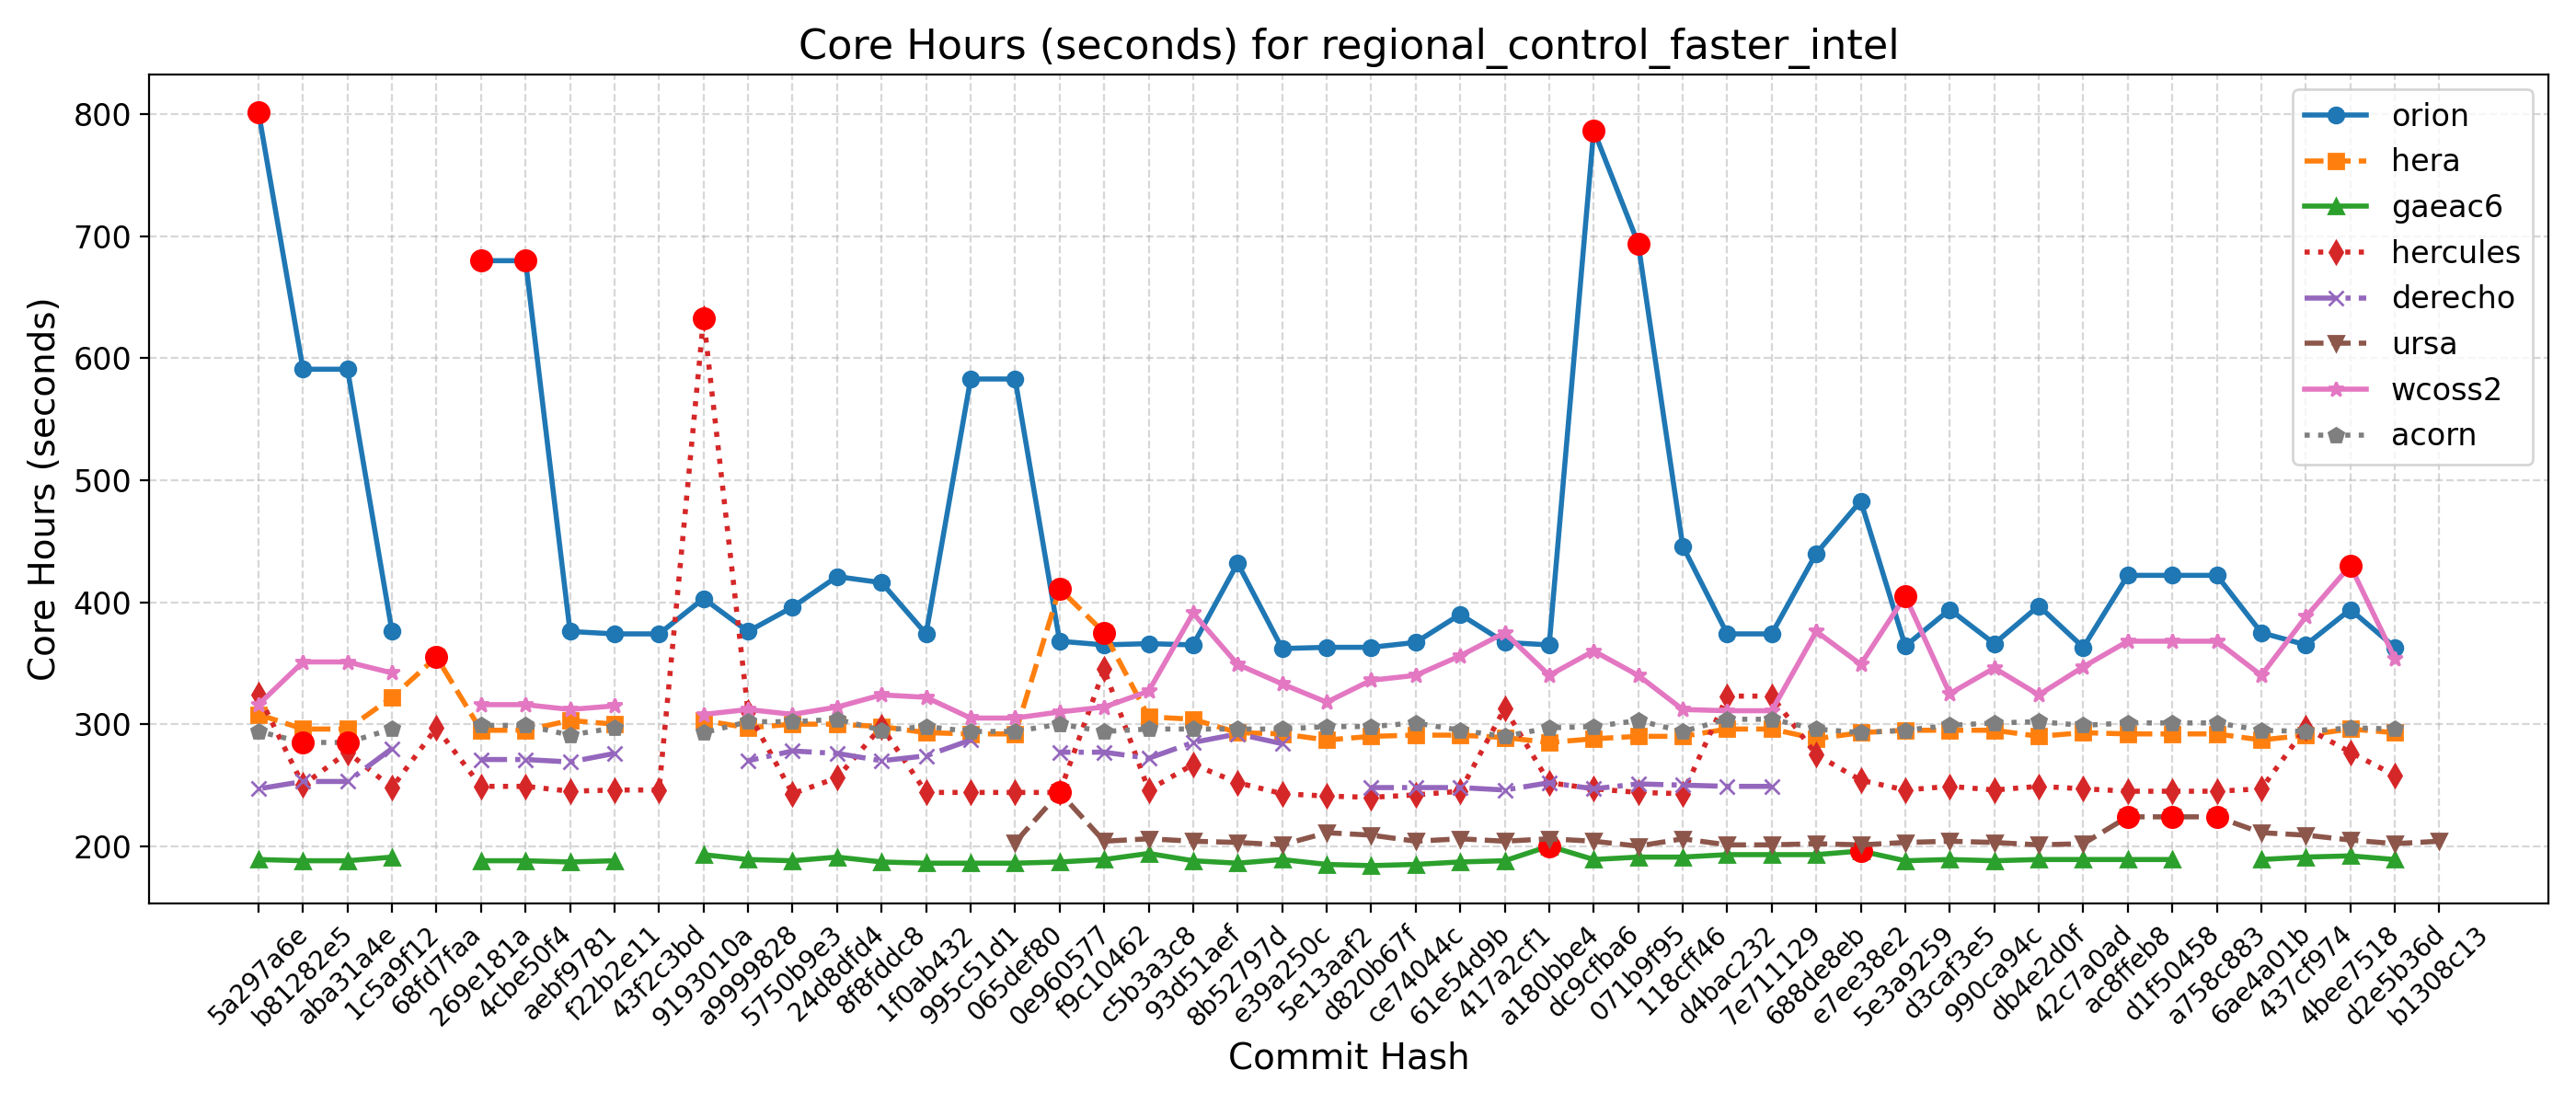 Core Hours (seconds) for regional_control_faster_intel
Core Hours (seconds)
800
700
600
500
400
300
200
orion
hera
gaeac6
hercules
derecho
ursa
wcoss2
acorn
5a297a6e
b81282e5
aba31a4e
1c5a9f12
68fd7faa
269e181a
4cbe50f4
aebf9781
f22b2e11
43f2c3bd
9193010a
a9999828
5750b9e3
24d8dfd4
8f8fddc8
1f0ab432
995c51d1
065def80
0e960577
f9c10462
c5b3a3c8
93d51aef
8b52797d
e39a250c
5e13aaf2
d820b67f
ce74044c
61e54d9b
417a2cf1
a180bbe4
dc9cfba6
071b9f95
118cff46
d4bac232
7e711129
688de8eb
e7ee38e2
5e3a9259
d3caf3e5
990ca94c
db4e2d0f
42c7a0ad
ac8ffeb8
d1f50458
a758c883
6ae4a01b
437cf974
4bee7518
d2e5b36d
b1308c13
Commit Hash